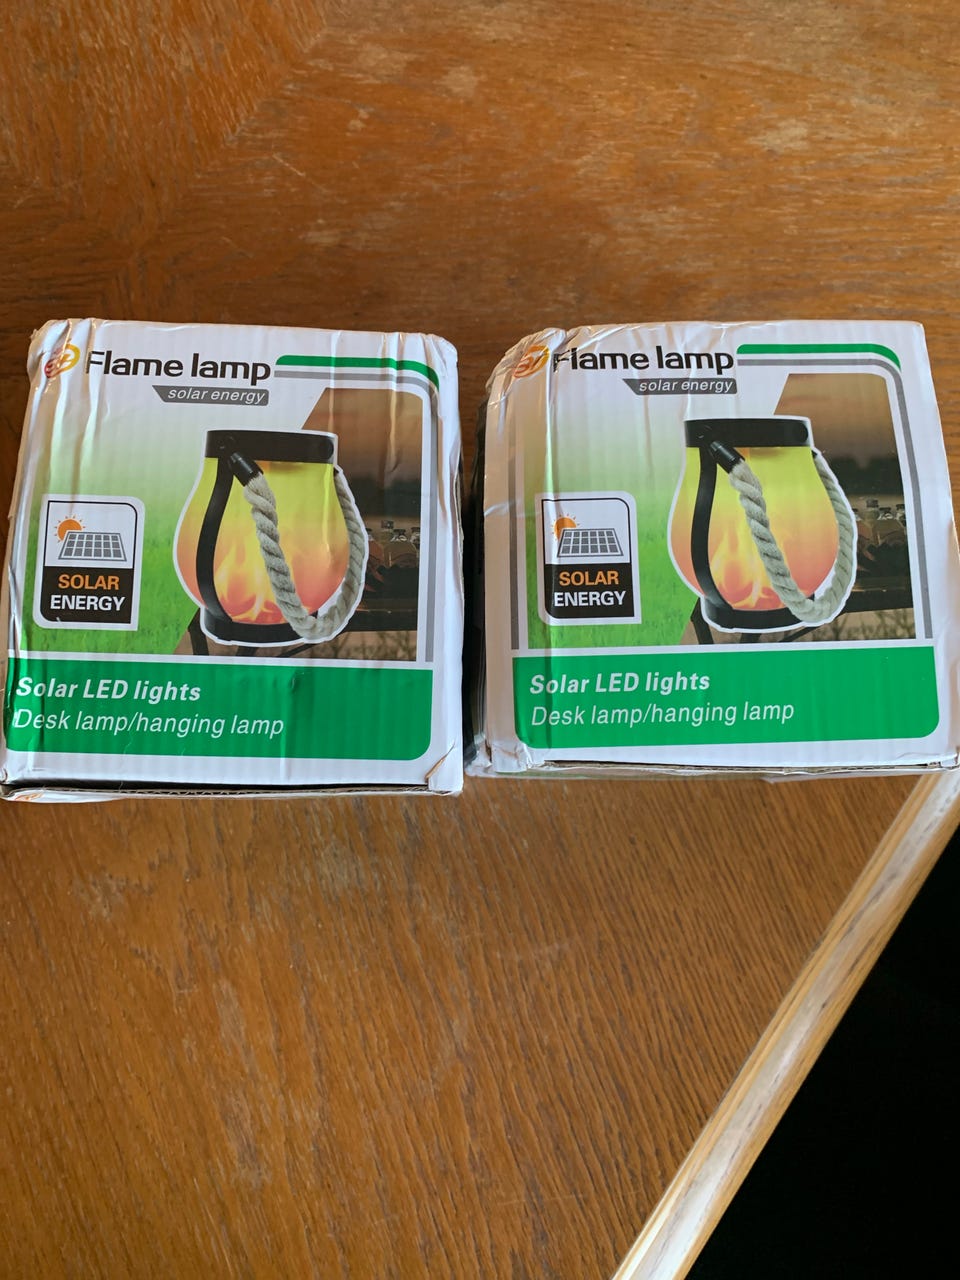 Flame lamp
solar energy
SOLAR
ENERGY
Solar LED lights
Desk lamp/hanging lamp
Flame lamp
solar energy
SOLAR
ENERGY
Solar LED lights
Desk lamp/hanging lamp